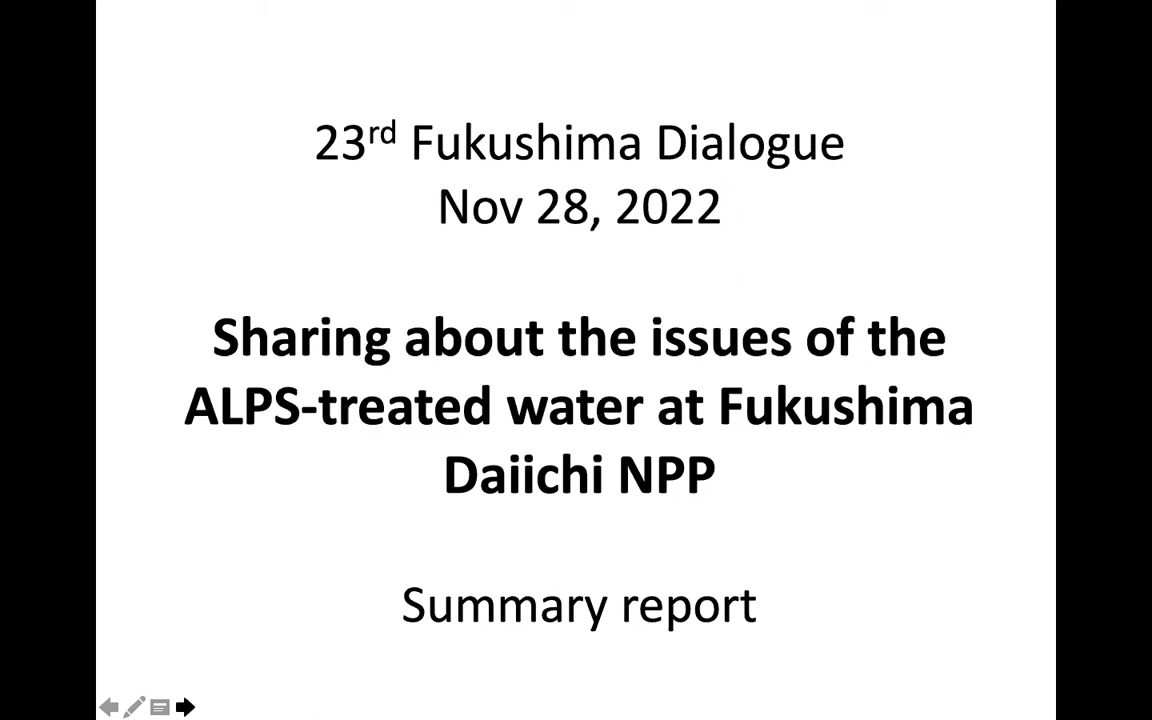 23rd Fukushima Dialogue
Nov 28, 2022
Sharing about the issues of the
ALPS-treated water at Fukushima
Daiichi NPP
Summary report